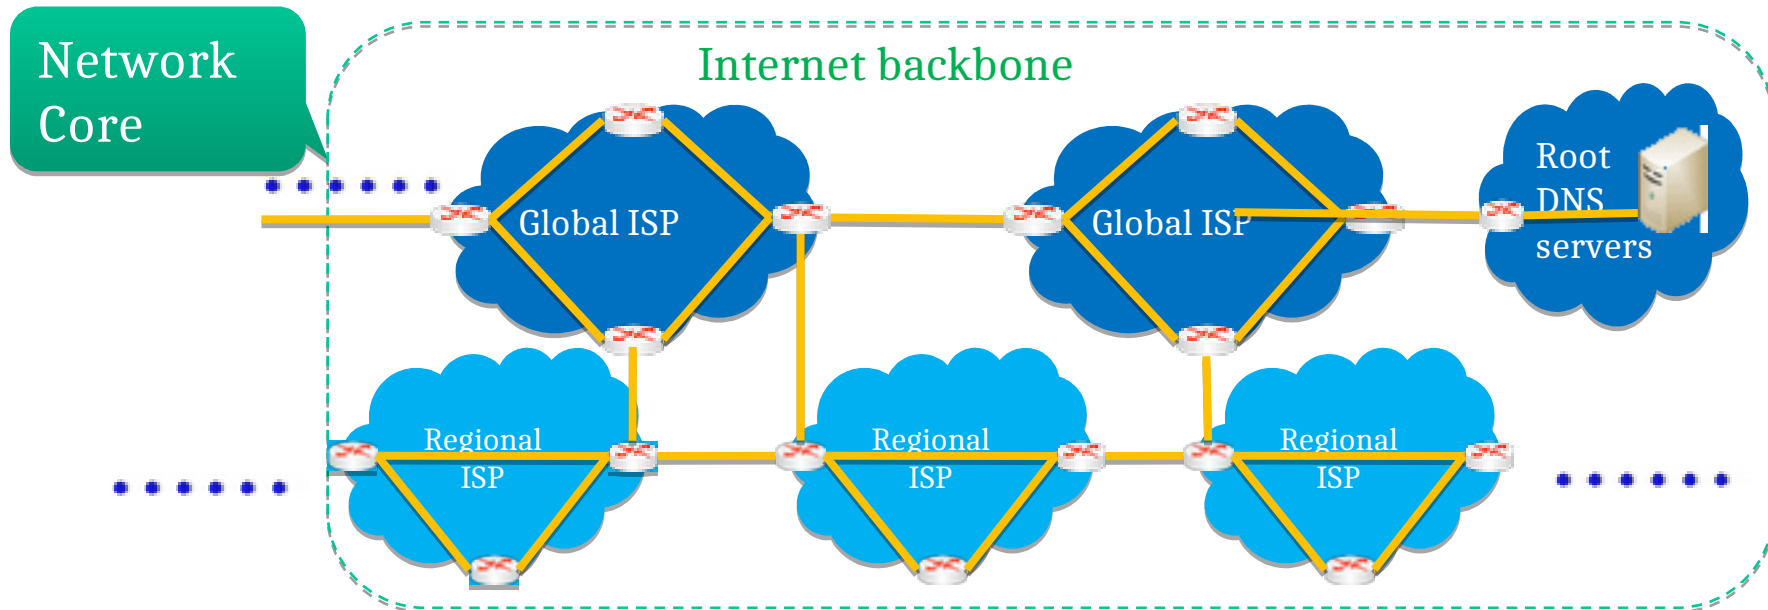 Network
Core
Internet backbone
Global ISP
Global ISP
Root
DNS
servers
Regional
ISP
Regional
ISP
Regional
ISP